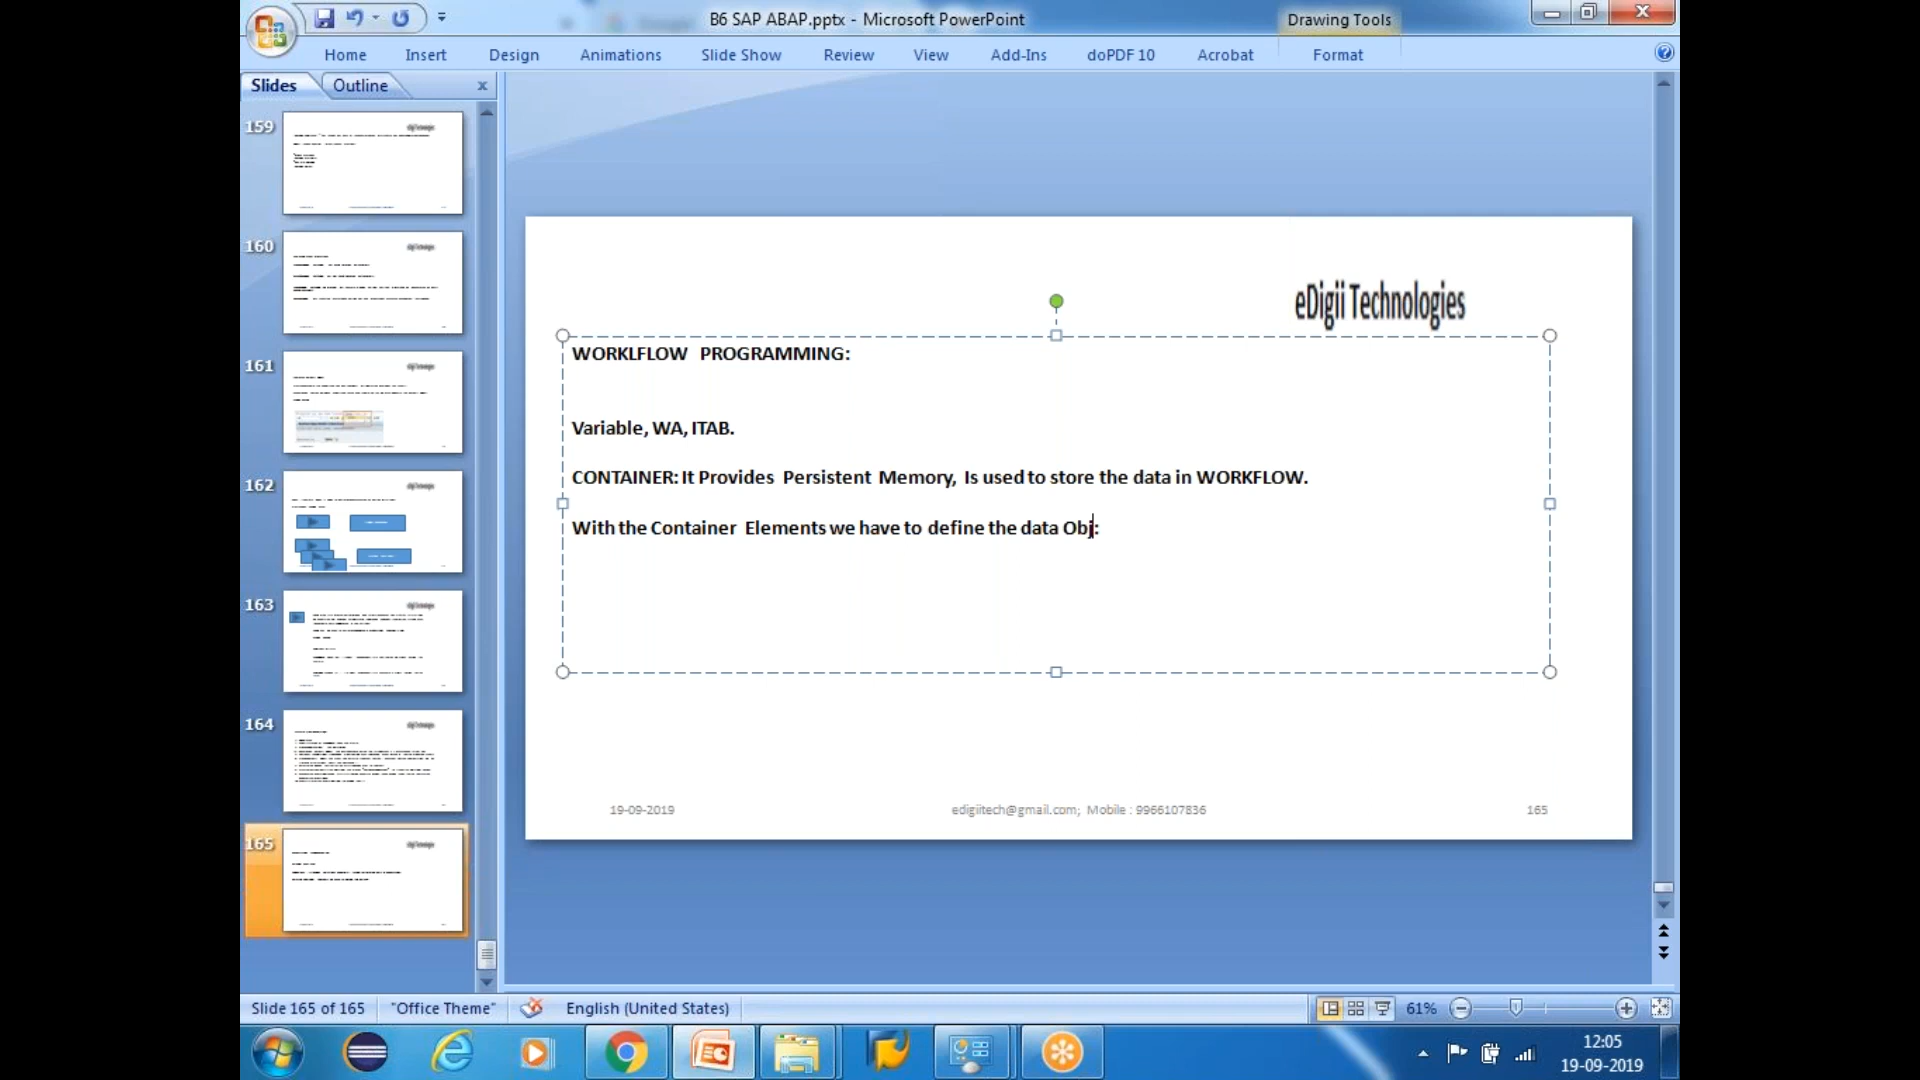 B6 SAP ABAP.pptx - Microsoft PowerPoint
Drawing Tools
Home Insert Design Animations Slide Show Review View Add-Ins doPDF 10 Acrobat Format
Slides Outline x
159
160
161
162
163
164
165
eDigii Technologies
WORKLFLOW PROGRAMMING:
Variable, WA, ITAB.
CONTAINER: It Provides Persistent Memory, Is used to store the data in WORKFLOW.
With the Container Elements we have to define the data Obj:
19-09-2019
edigiitech@gmail.com; Mobile : 9966107836
165
Slide 165 of 165
"Office Theme"
English (United States)
61%
12:05
19-09-2019